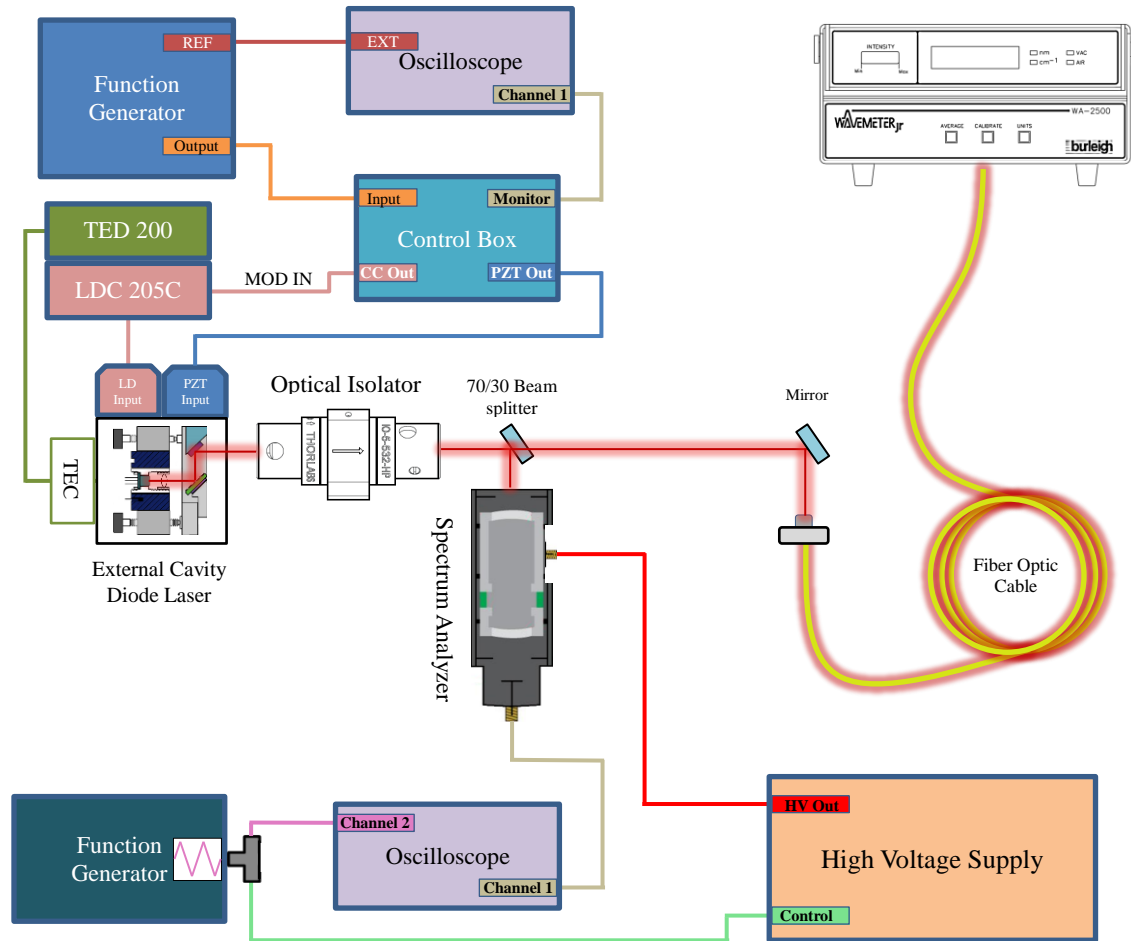 REF
EXT
Oscilloscope
Channel 1
Function
Generator
Output
Input
Monitor
Control Box
CC Out
PZT Out
TED 200
LDC 205C
MOD IN
LD
Input
PZT
Input
TEC
External Cavity
Diode Laser
Optical Isolator
THORLABS
IO-5-532-HP
70/30 Beam
splitter
Mirror
Spectrum Analyzer
Fiber Optic
Cable
INTENSITY
Min
Max
nm
VAC
cm⁻¹
AIR
WA-2500
WAVEMETER jr
AVERAGE
CALIBRATE
UNITS
burleigh
Function
Generator
Channel 2
Oscilloscope
Channel 1
HV Out
High Voltage Supply
Control